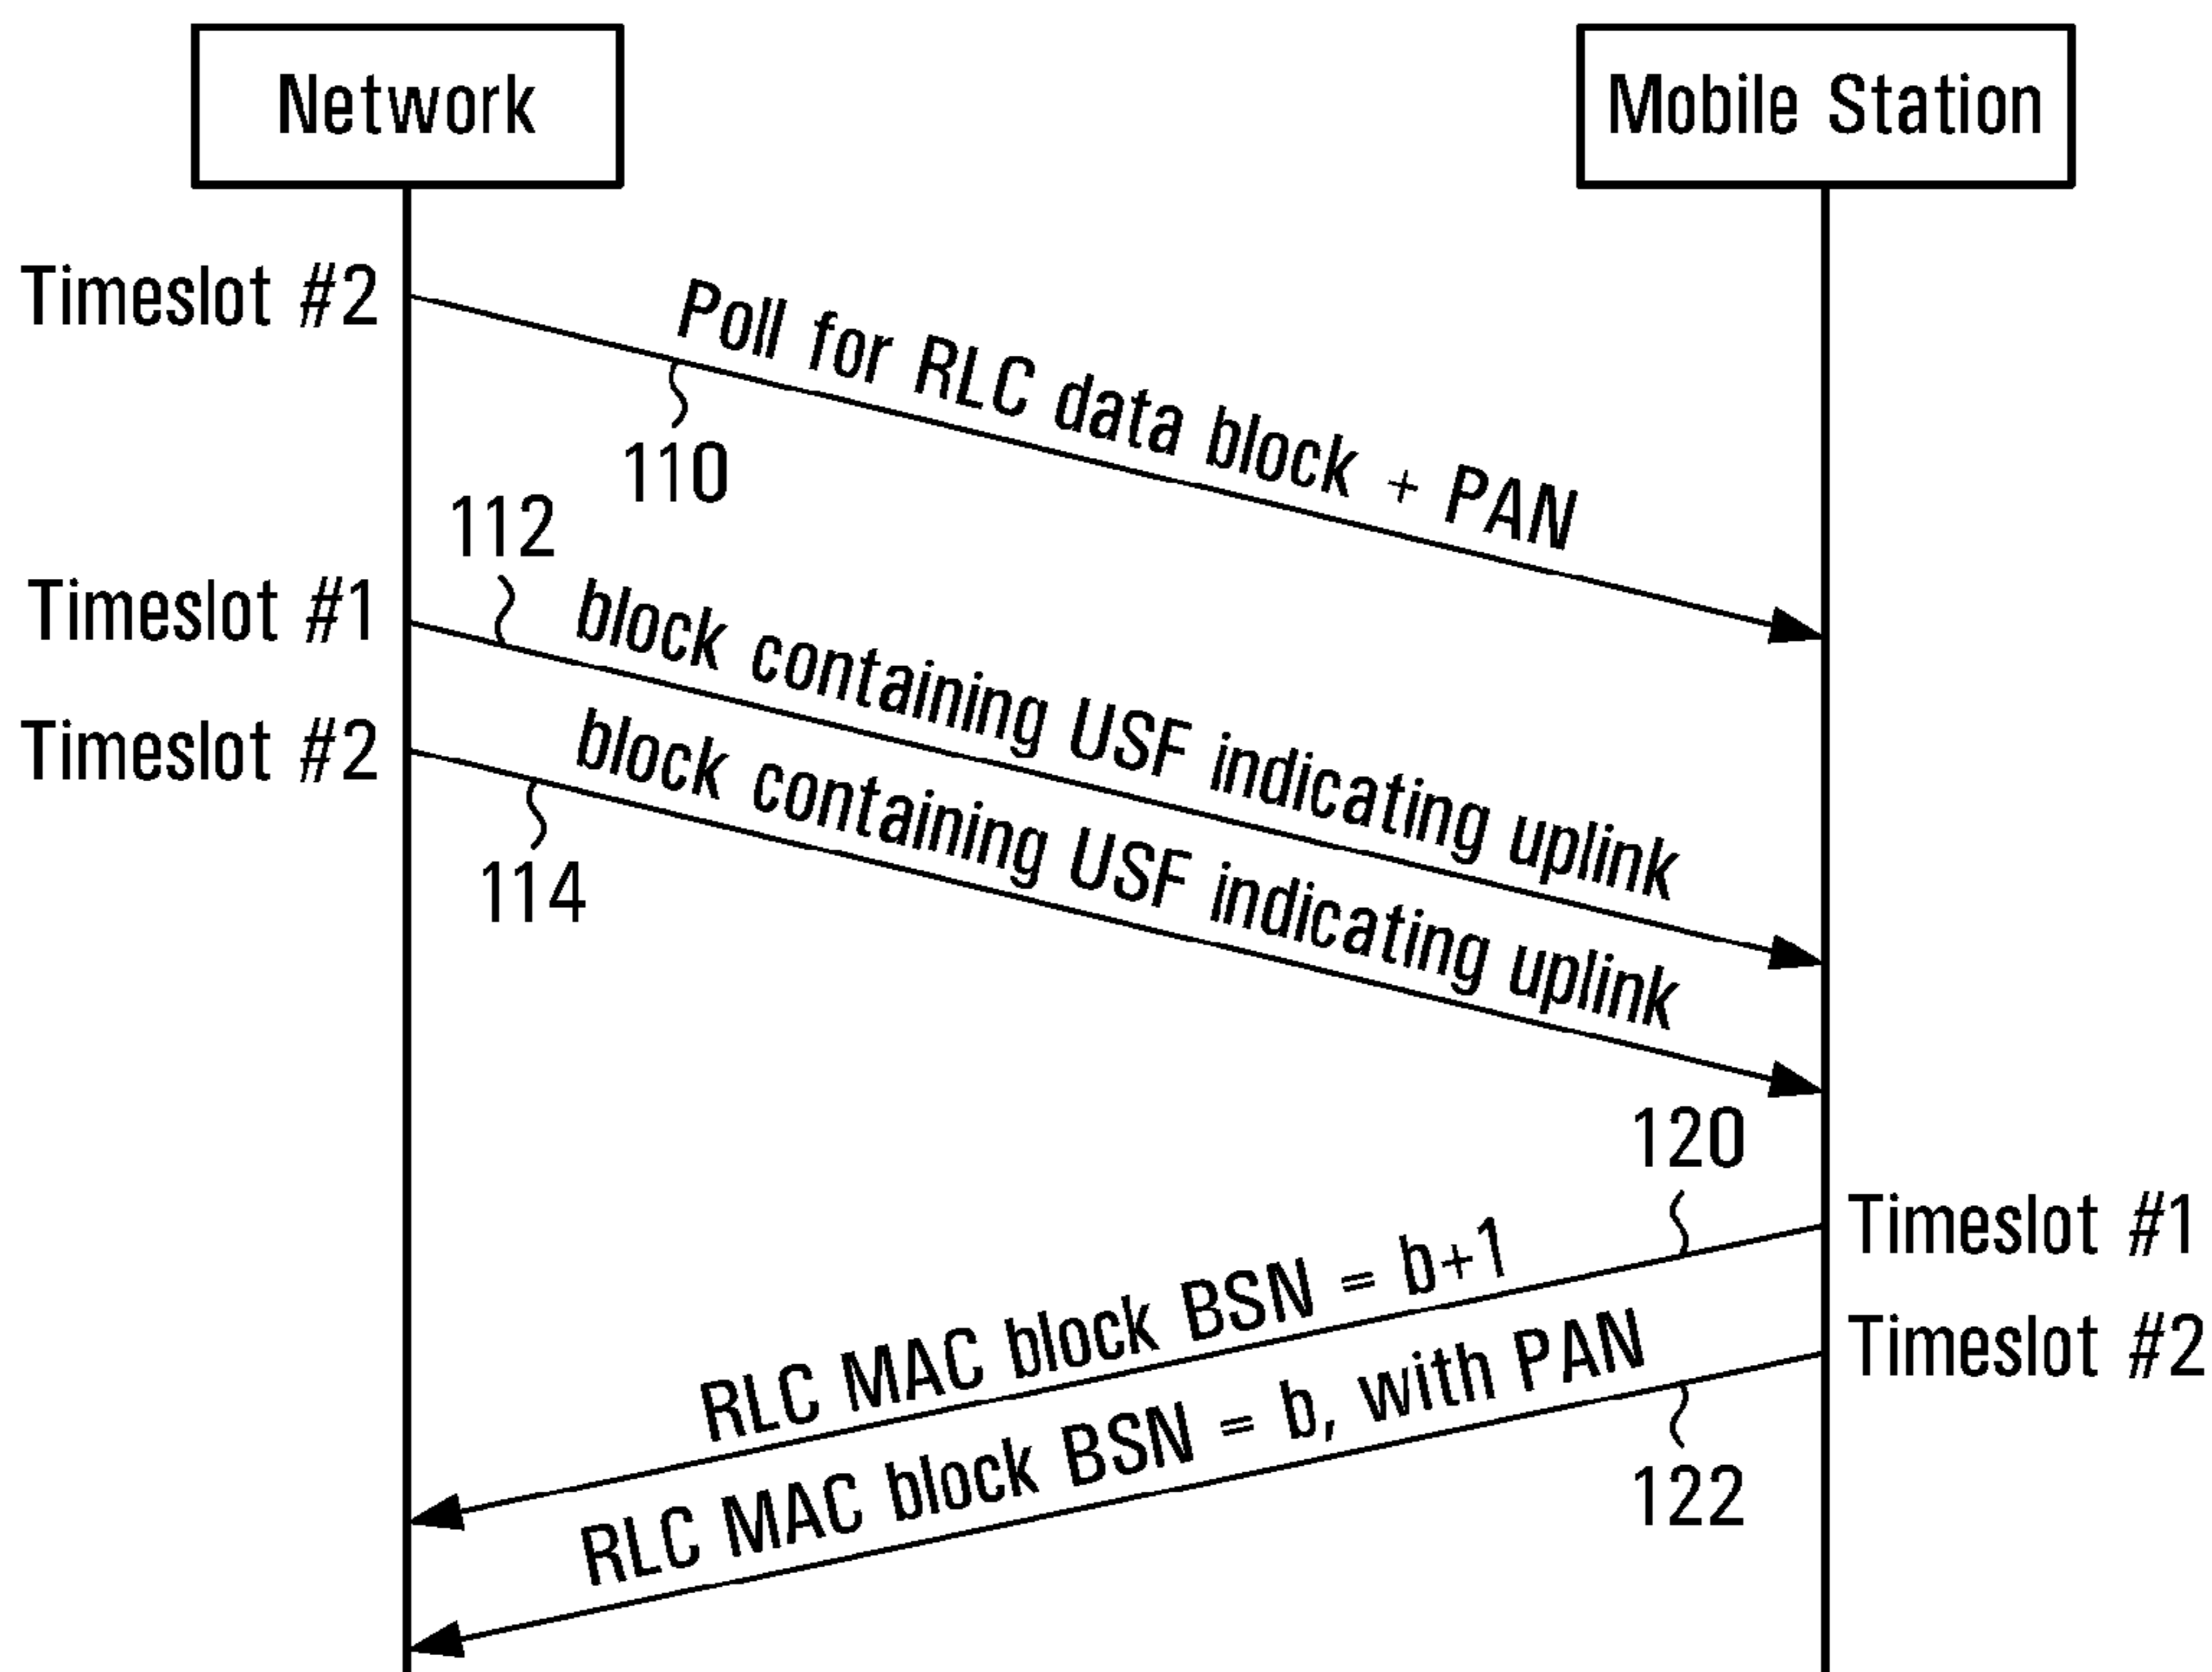 Network
Mobile Station
Timeslot #2
Poll for RLC data block + PAN
110
112
Timeslot #1
block containing USF indicating uplink
Timeslot #2
block containing USF indicating uplink
114
120
Timeslot #1
RLC MAC block BSN = b+1
Timeslot #2
RLC MAC block BSN = b, with PAN
122